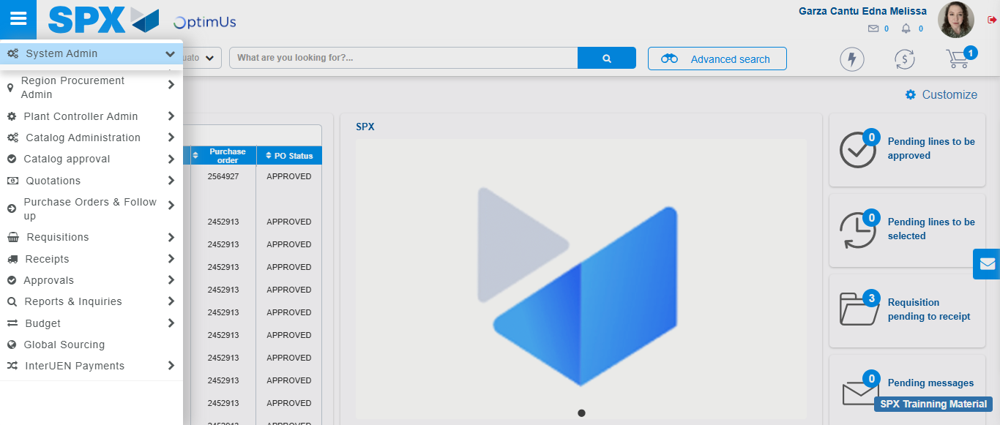 SPX
OptimUs
Garza Cantu Edna Melissa
0
0
System Admin
uato
What are you looking for?...
Advanced search
1
Customize
Region Procurement
Admin
Plant Controller Admin
Catalog Administration
Catalog approval
Quotations
Purchase Orders & Follow
up
Requisitions
Receipts
Approvals
Reports & Inquiries
Budget
Global Sourcing
InterUEN Payments
Purchase
order
PO Status
2564927 APPROVED
2452913 APPROVED
2452913 APPROVED
2452913 APPROVED
2452913 APPROVED
2452913 APPROVED
2452913 APPROVED
2452913 APPROVED
2452913 APPROVED
2452913 APPROVED
2452913 APPROVED
SPX
0
Pending lines to be
approved
0
Pending lines to be
selected
3
Requisition
pending to receipt
0
Pending messages
SPX Trainning Material